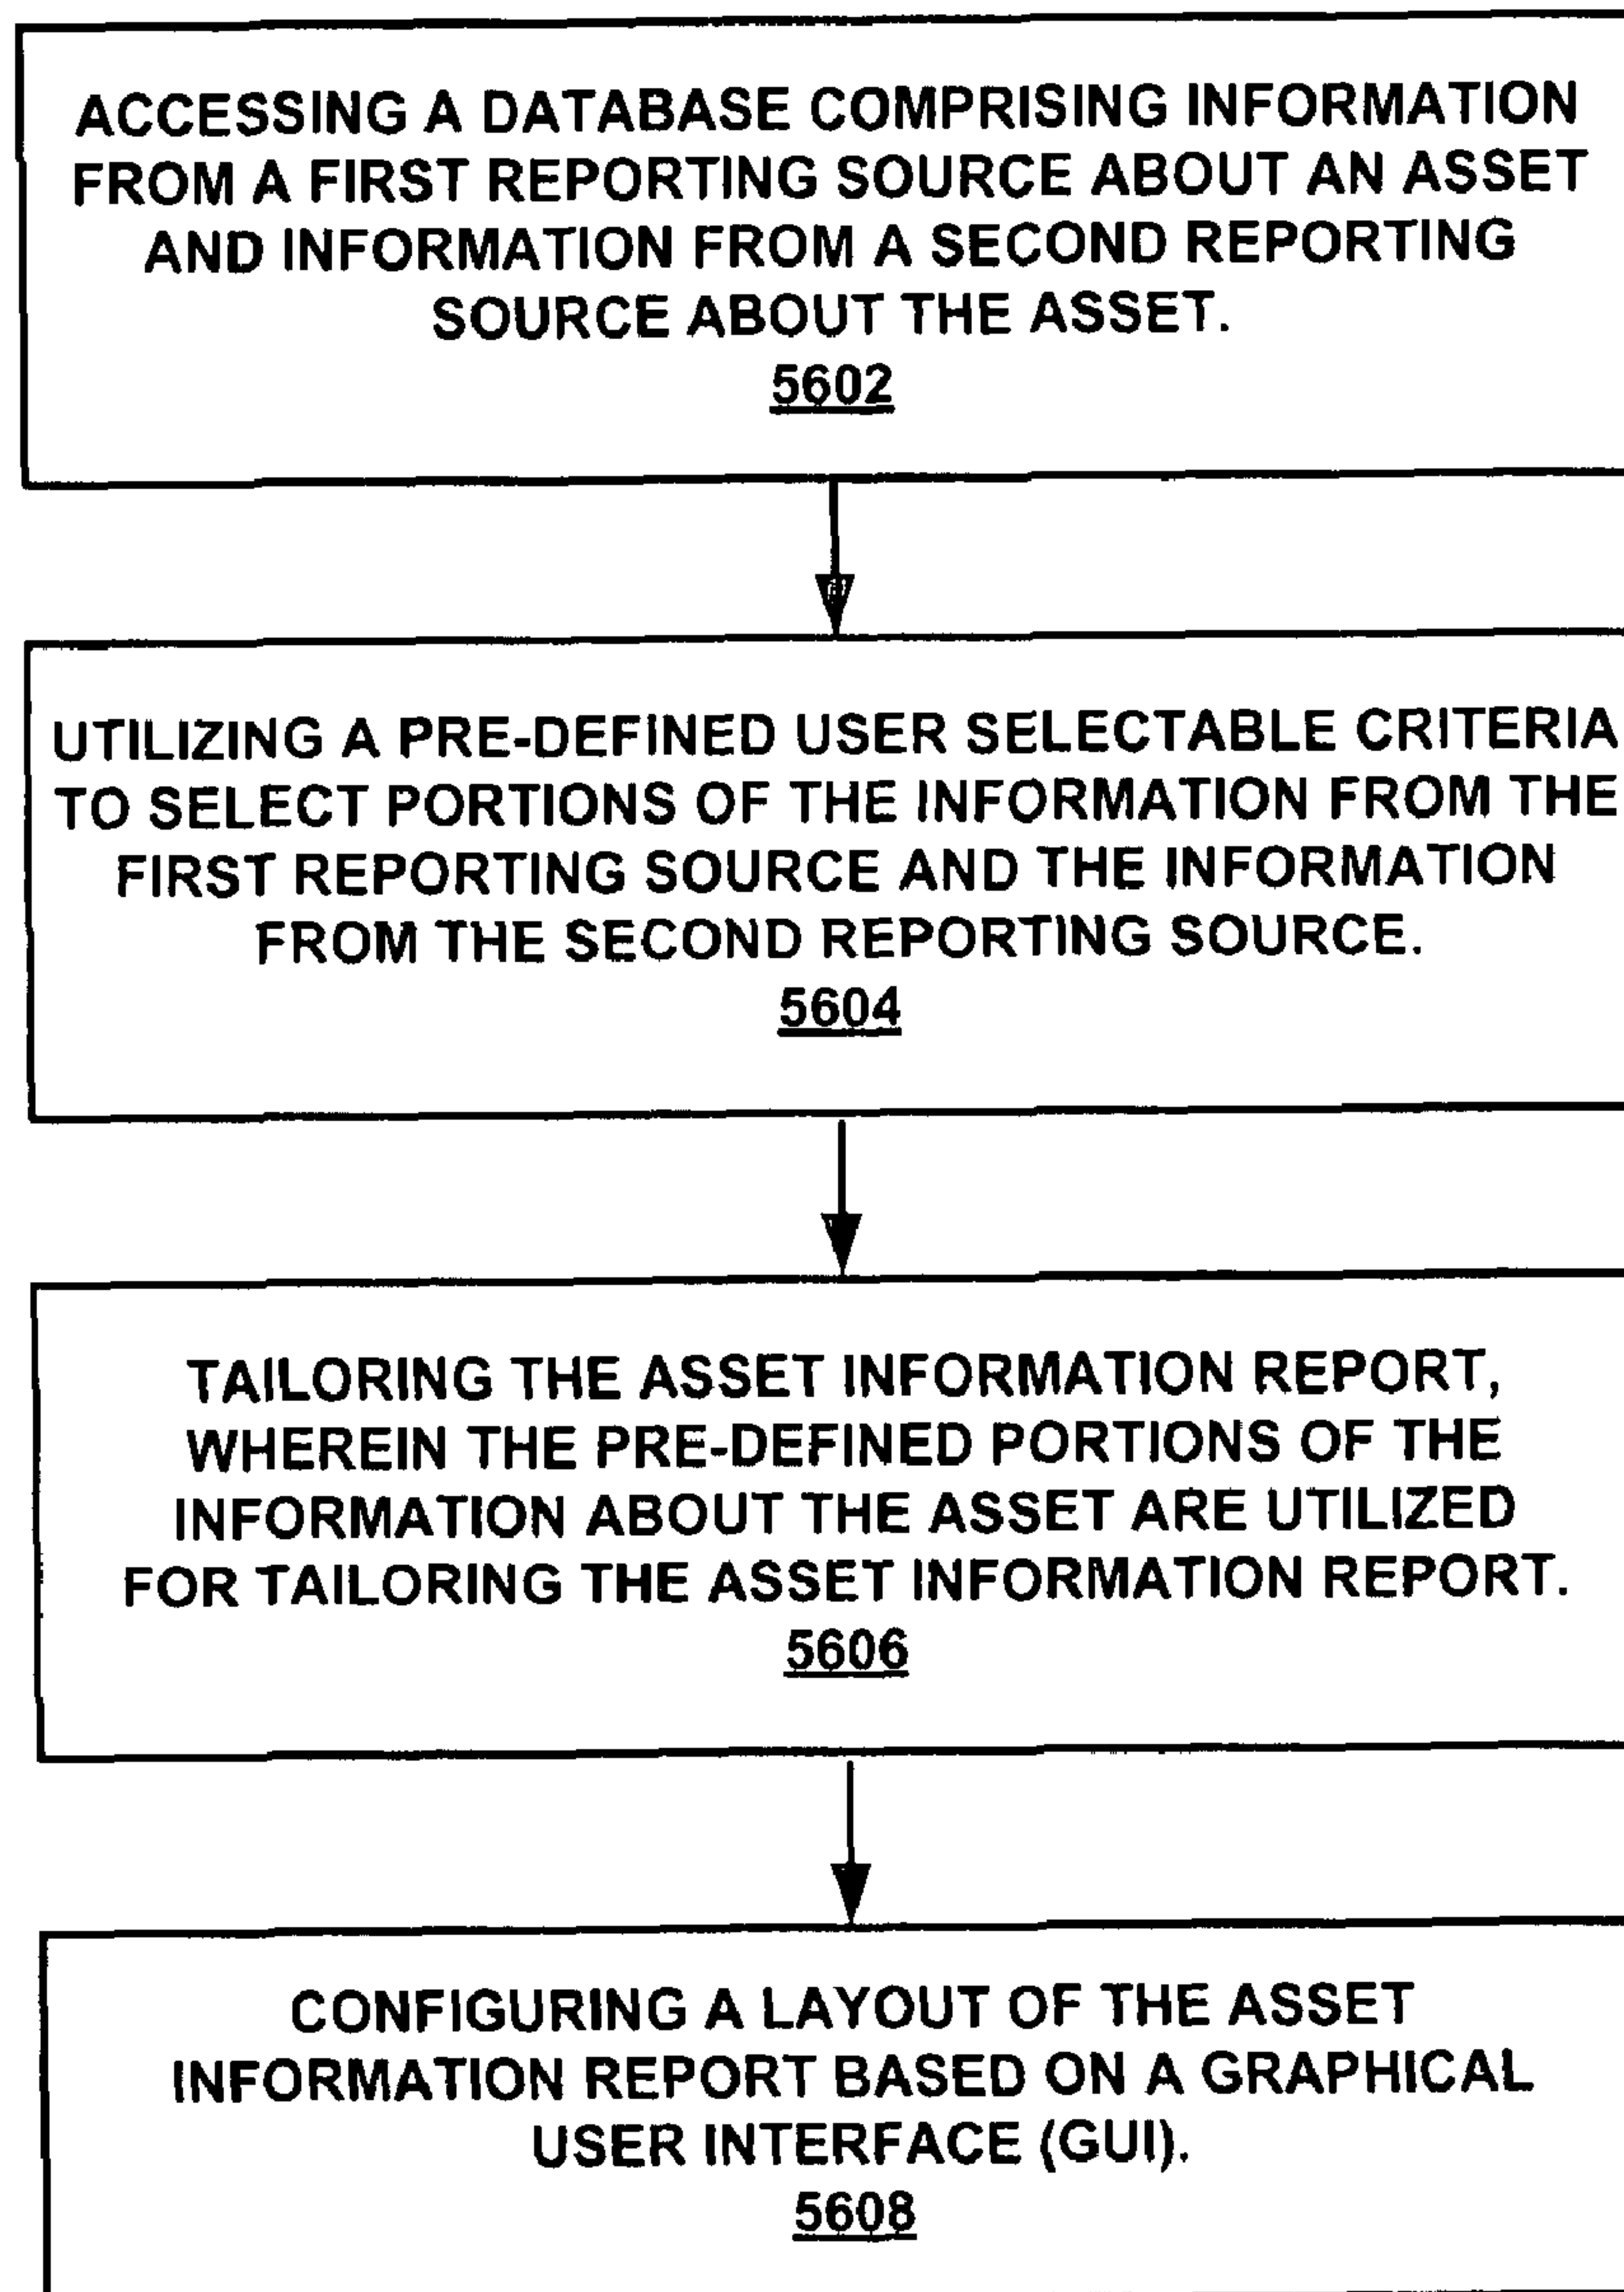 ACCESSING A DATABASE COMPRISING INFORMATION
FROM A FIRST REPORTING SOURCE ABOUT AN ASSET
AND INFORMATION FROM A SECOND REPORTING
SOURCE ABOUT THE ASSET.
5602
UTILIZING A PRE-DEFINED USER SELECTABLE CRITERIA
TO SELECT PORTIONS OF THE INFORMATION FROM THE
FIRST REPORTING SOURCE AND THE INFORMATION
FROM THE SECOND REPORTING SOURCE.
5604
TAILORING THE ASSET INFORMATION REPORT,
WHEREIN THE PRE-DEFINED PORTIONS OF THE
INFORMATION ABOUT THE ASSET ARE UTILIZED
FOR TAILORING THE ASSET INFORMATION REPORT.
5606
CONFIGURING A LAYOUT OF THE ASSET
INFORMATION REPORT BASED ON A GRAPHICAL
USER INTERFACE (GUI).
5608